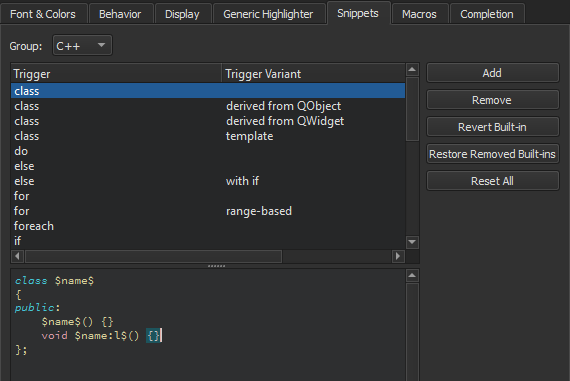 Font & Colors Behavior Display Generic Highlighter Snippets Macros Completion
Group: C++
Trigger Trigger Variant
class
class derived from QObject
class derived from QWidget
class template
do
else
else with if
for
for range-based
foreach
if
Add
Remove
Revert Built-in
Restore Removed Built-ins
Reset All
class $name$
{
public:
    $name$() {}
    void $name:l$() {}
};